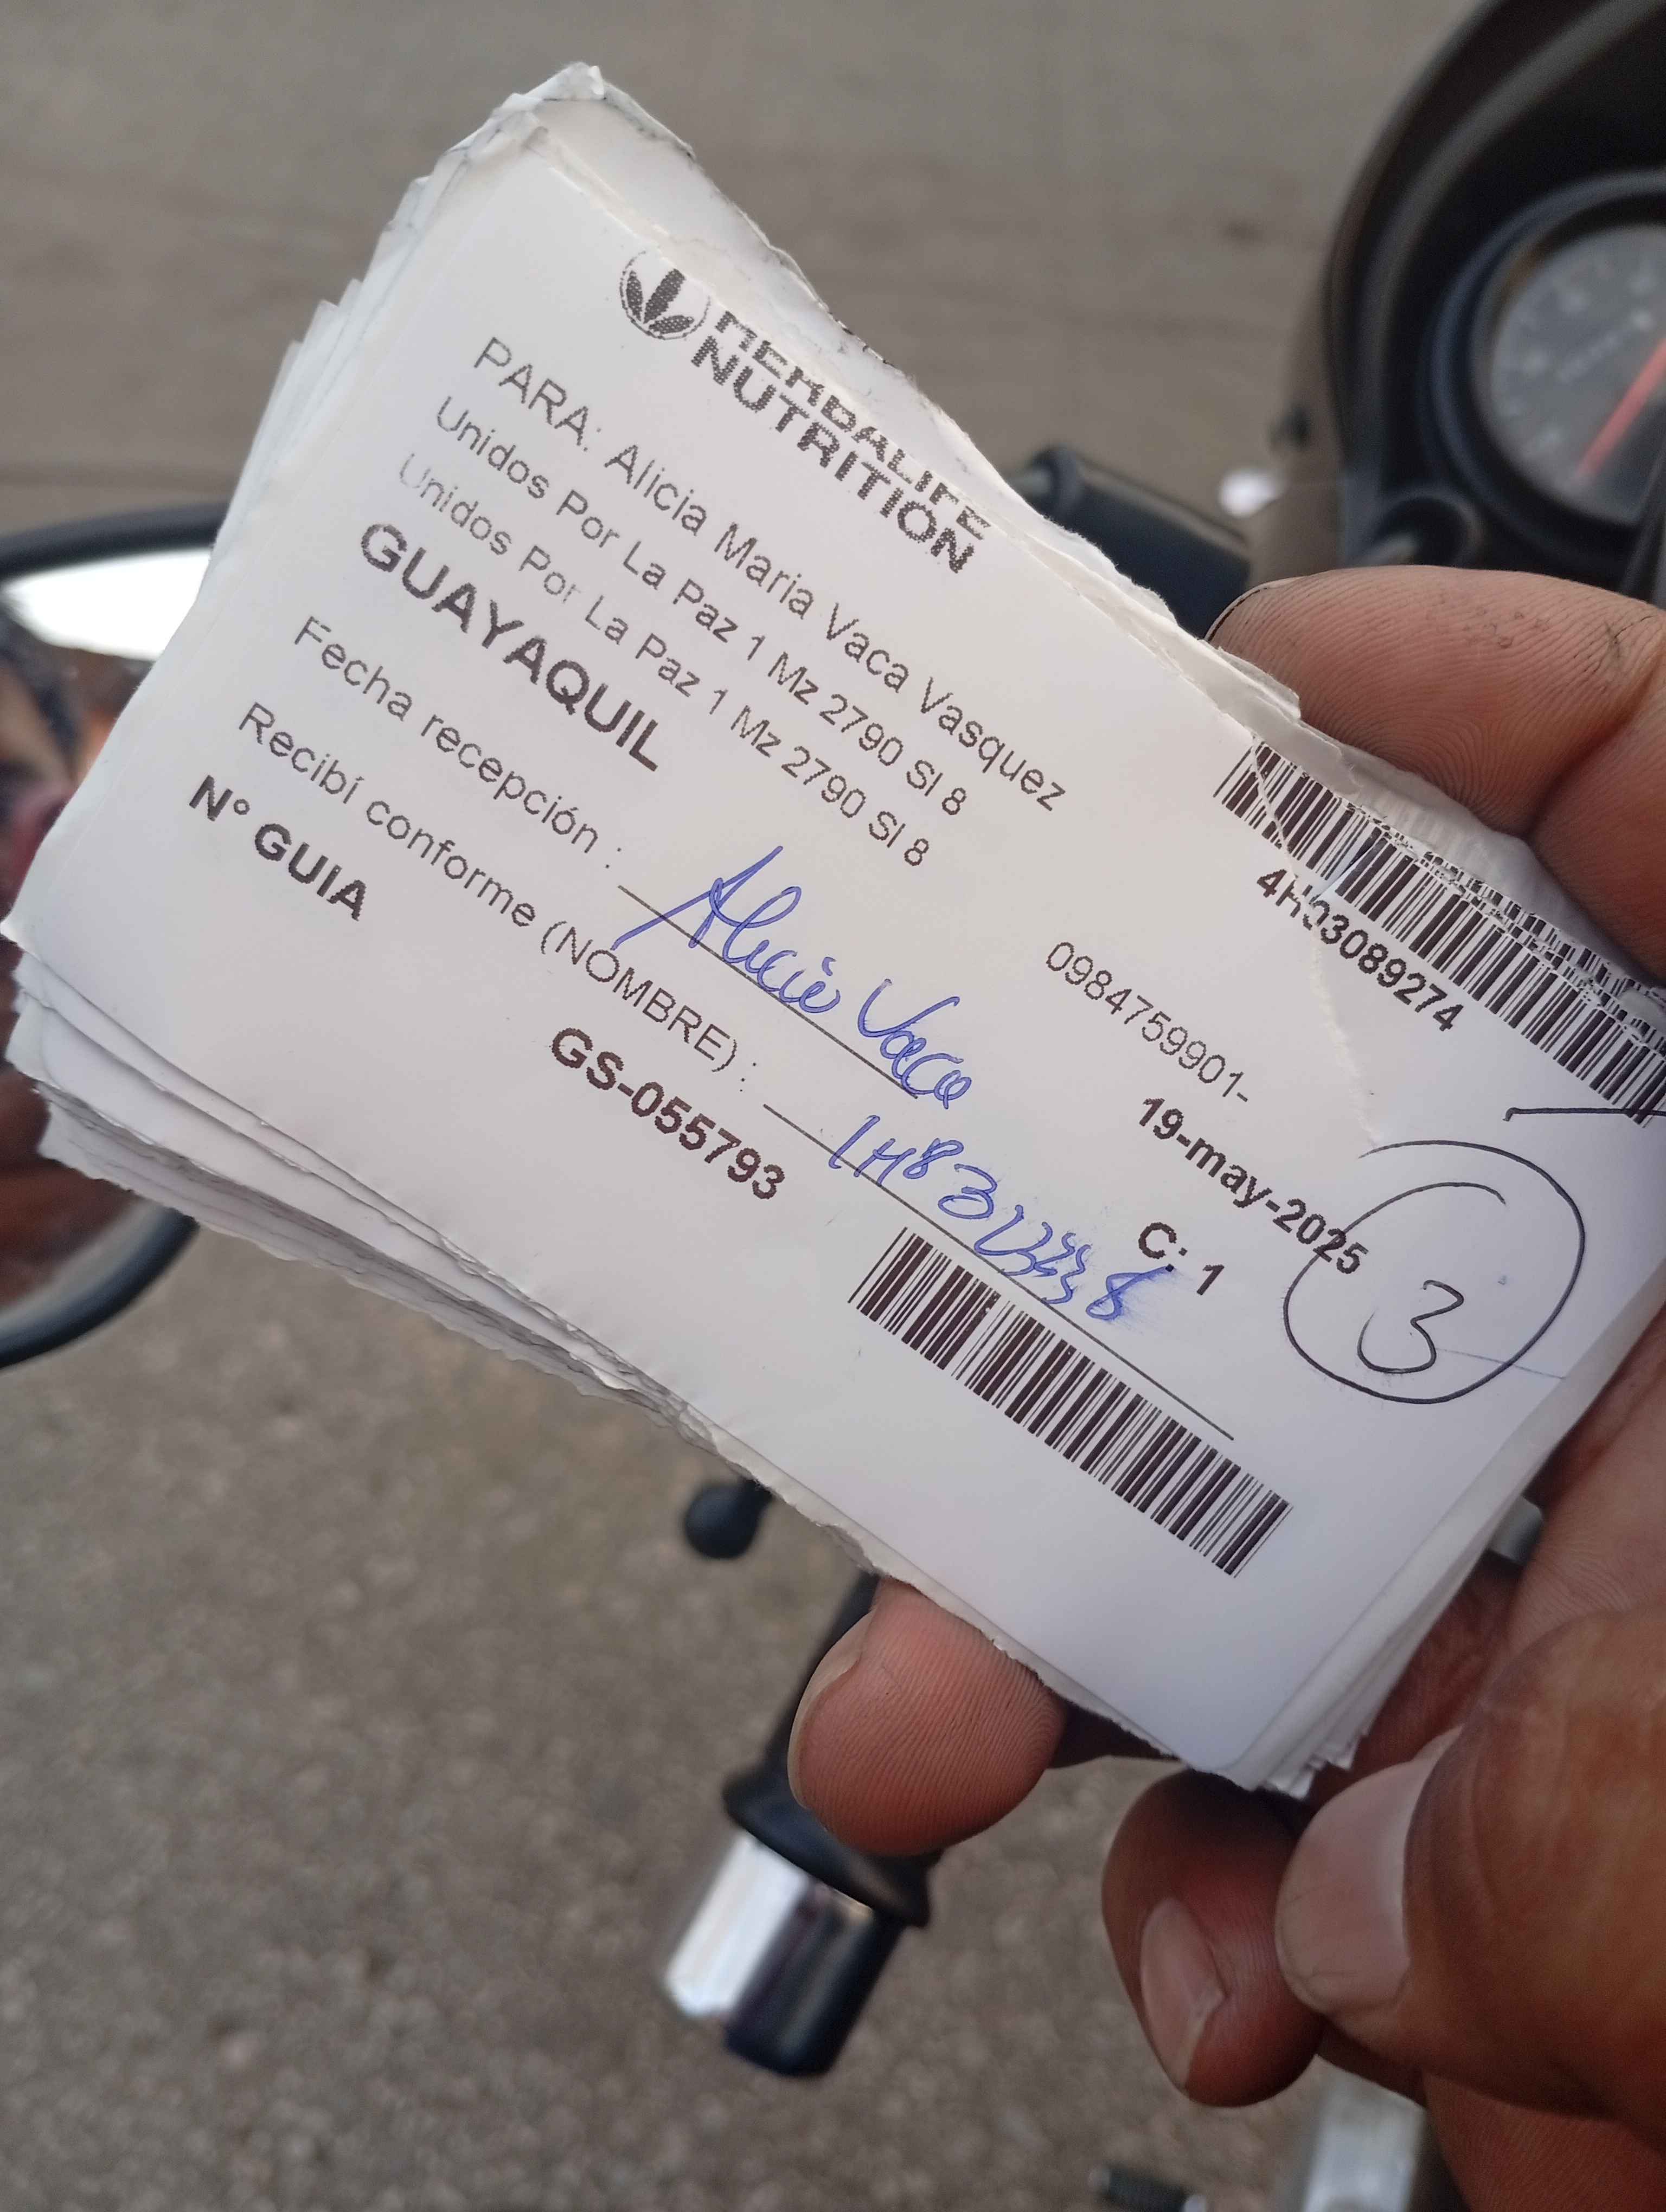 HERBALIFE
NUTRITION
4H03089274
PARA: Alicia Maria Vaca Vasquez
Unidos Por La Paz 1 Mz 2790 Sl 8
Unidos Por La Paz 1 Mz 2790 Sl 8
0984759901-
GUAYAQUIL
19-may-2025
Fecha recepción : Alicia Vaca
C: 1
3
Recibí conforme (NOMBRE) :
N° GUIA GS-055793